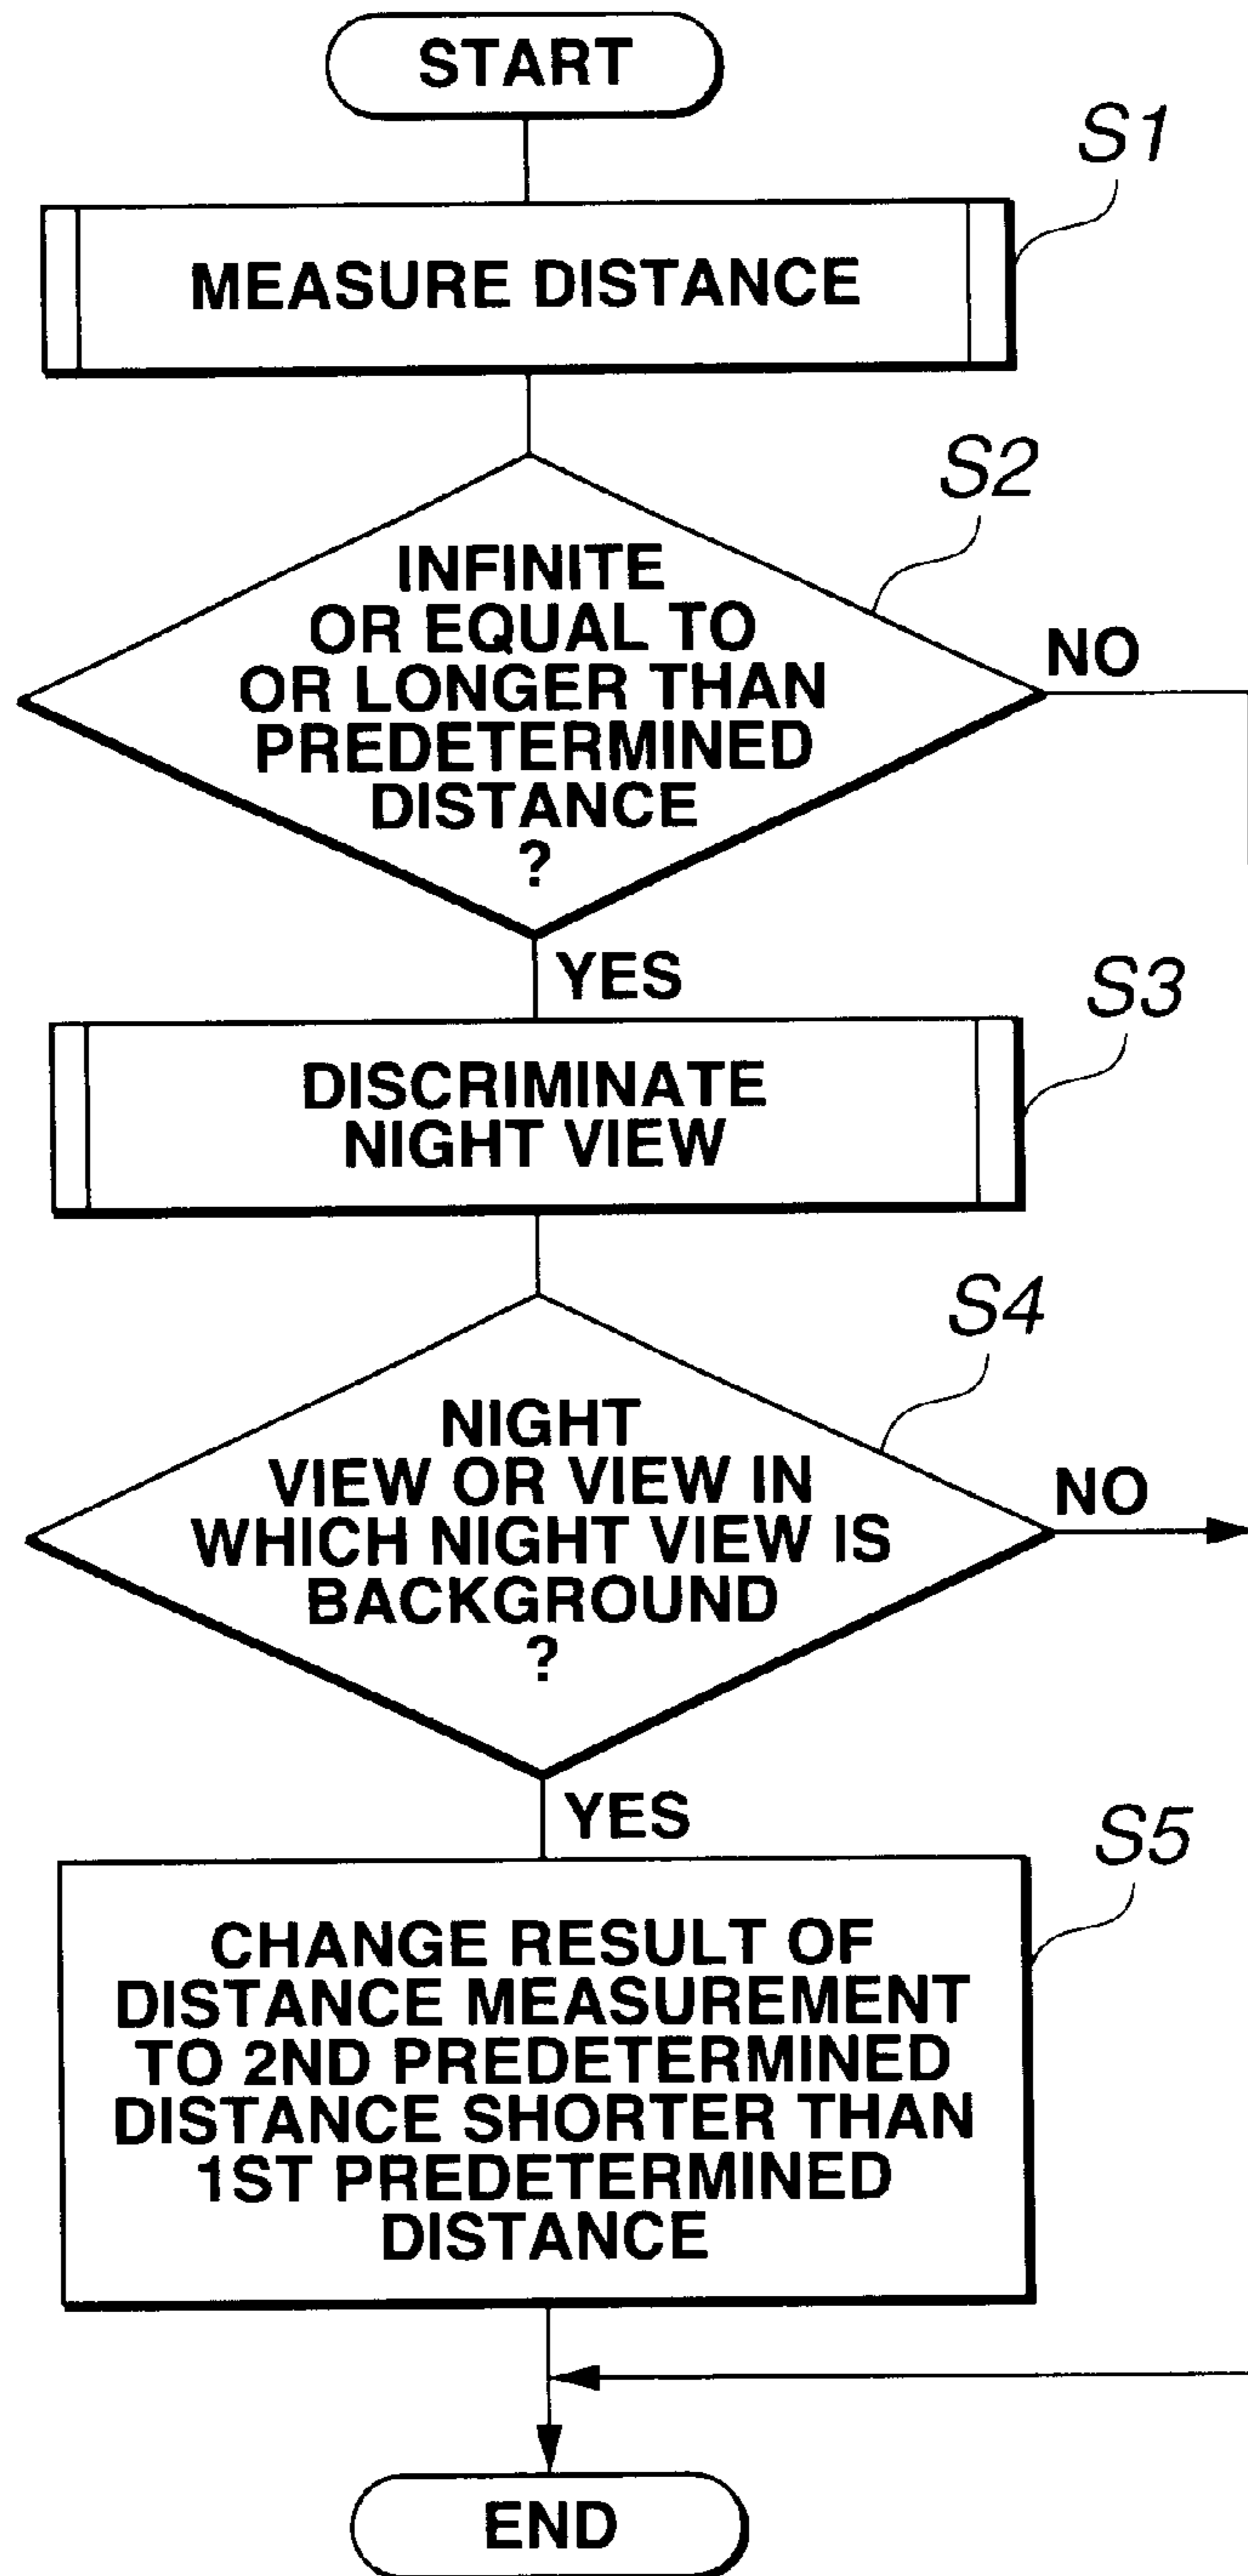 START
S1
MEASURE DISTANCE
S2
INFINITE
OR EQUAL TO
OR LONGER THAN
PREDETERMINED
DISTANCE
?
NO
YES
S3
DISCRIMINATE
NIGHT VIEW
S4
NIGHT
VIEW OR VIEW IN
WHICH NIGHT VIEW IS
BACKGROUND
?
NO
YES
S5
CHANGE RESULT OF
DISTANCE MEASUREMENT
TO 2ND PREDETERMINED
DISTANCE SHORTER THAN
1ST PREDETERMINED
DISTANCE
END